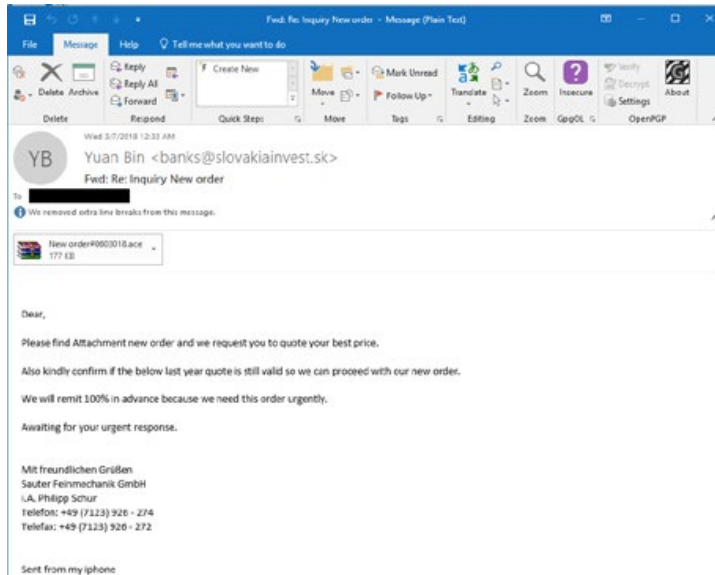 Fwd: Re: Inquiry New order - Message (Plain Text)
File Message Help Tell me what you want to do
Delete Archive
Reply
Reply All
Forward
Create New
Move
Mark Unread
Follow Up
Translate
Zoom
Insecure
Verify
Decrypt
Settings
About
Delete Respond Quick Steps Move Tags Editing Zoom GpgOL OpenPGP
Wed 3/7/2018 12:33 AM
YB
Yuan Bin <banks@slovakiainvest.sk>
Fwd: Re: Inquiry New order
To
We removed extra line breaks from this message.
New order#0603018.ace
177 KB
Dear,
Please find Attachment new order and we request you to quote your best price.
Also kindly confirm if the below last year quote is still valid so we can proceed with our new order.
We will remit 100% in advance because we need this order urgently.
Awaiting for your urgent response.
Mit freundlichen Grüßen
Sauter Feinmechanik GmbH
i.A. Philipp Schur
Telefon: +49 (7123) 926 - 274
Telefax: +49 (7123) 926 - 272
Sent from my iphone